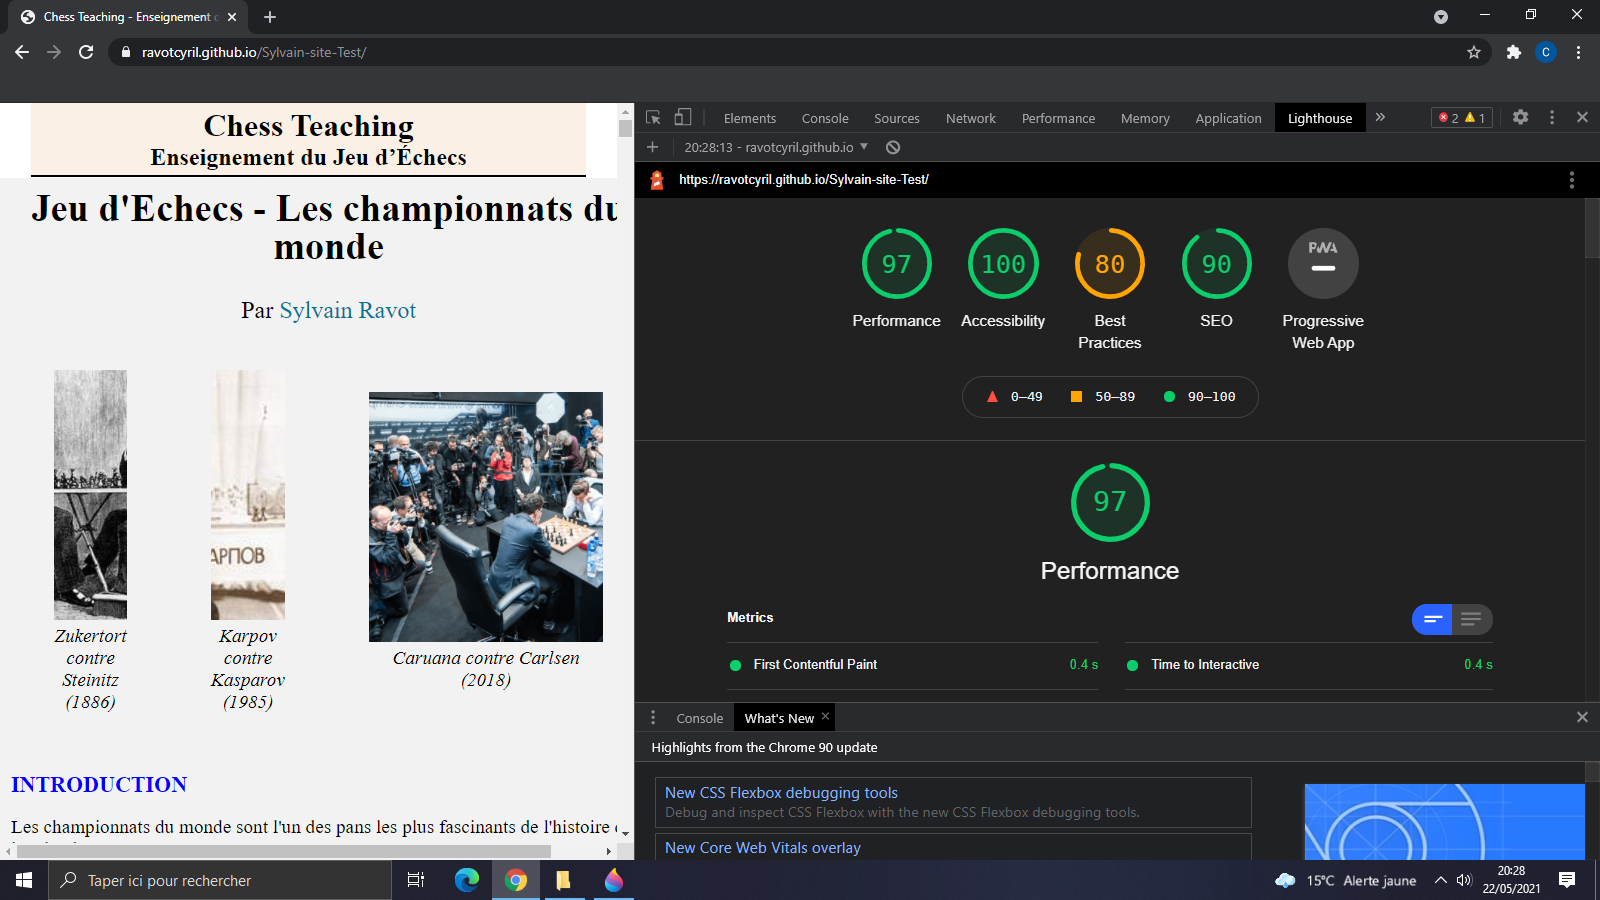 Chess Teaching - Enseignement d
ravotcyril.github.io/Sylvain-site-Test/
C
Chess Teaching
Enseignement du Jeu d’Échecs
Jeu d'Echecs - Les championnats du
monde
Par Sylvain Ravot
АРПОВ
Zukertort
contre
Steinitz
(1886)
Karpov
contre
Kasparov
(1985)
Caruana contre Carlsen
(2018)
INTRODUCTION
Les championnats du monde sont l'un des pans les plus fascinants de l'histoire
Elements Console Sources Network Performance Memory Application Lighthouse » 2 1
20:28:13 - ravotcyril.github.io
https://ravotcyril.github.io/Sylvain-site-Test/
97 100 80 90 PWA
Performance Accessibility Best Practices SEO Progressive Web App
0–49 50–89 90–100
97
Performance
Metrics
First Contentful Paint 0.4 s
Time to Interactive 0.4 s
Console What's New
Highlights from the Chrome 90 update
New CSS Flexbox debugging tools
Debug and inspect CSS Flexbox with the new CSS Flexbox debugging tools.
New Core Web Vitals overlay
Taper ici pour rechercher
15°C Alerte jaune
20:28
22/05/2021